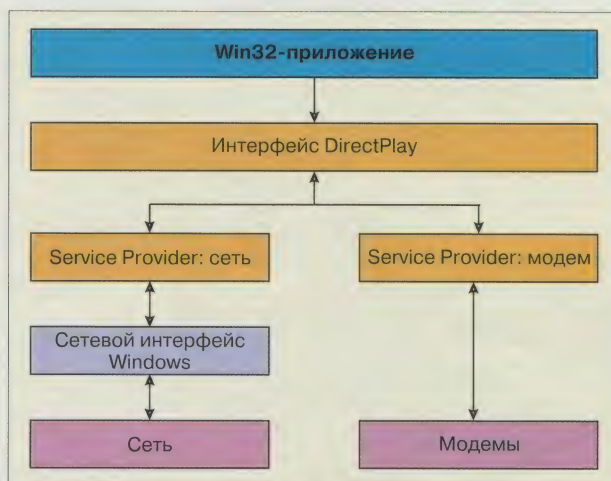 Win32-приложение
Интерфейс DirectPlay
Service Provider: сеть
Service Provider: модем
Сетевой интерфейс
Windows
Сеть
Модемы